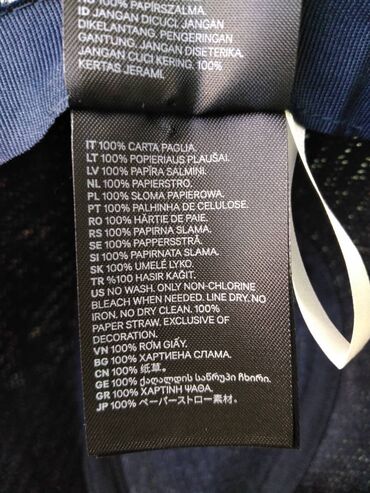 100% PAPÍRSZALMA.
ID JANGAN DICUCI. JANGAN
DIKELANTANG. PENGERINGAN
GANTUNG. JANGAN DISETERIKA.
JANGAN CUCI KERING. 100%
KERTAS JERAMI.
IT 100% CARTA PAGLIA.
LT 100% POPIERIAUS PLAUŠAI.
LV 100% PAPĪRA SALMIŅI.
NL 100% PAPIERSTRO.
PL 100% SŁOMA PAPIEROWA.
PT 100% PALHINHA DE CELULOSE.
RO 100% HÂRTIE DE PAIE.
RS 100% PAPIRNA SLAMA.
SE 100% PAPPERSSTRÅ.
SI 100% PAPIRNATA SLAMA.
SK 100% UMELÉ LYKO.
TR %100 HASIR KAĞIT.
US NO WASH. ONLY NON-CHLORINE
BLEACH WHEN NEEDED. LINE DRY. NO
IRON. NO DRY CLEAN. 100%
PAPER STRAW. EXCLUSIVE OF
DECORATION.
VN 100% RƠM GIẤY.
BG 100% ХАРТИЕНА СЛАМА.
CN 100% 纸草。
GE 100% ქაღალდის საწრუპი ჩხირი.
GR 100% ΧΑΡΤΙΝΗ ΨΑΘΑ.
JP 100% ペーパーストロー素材。